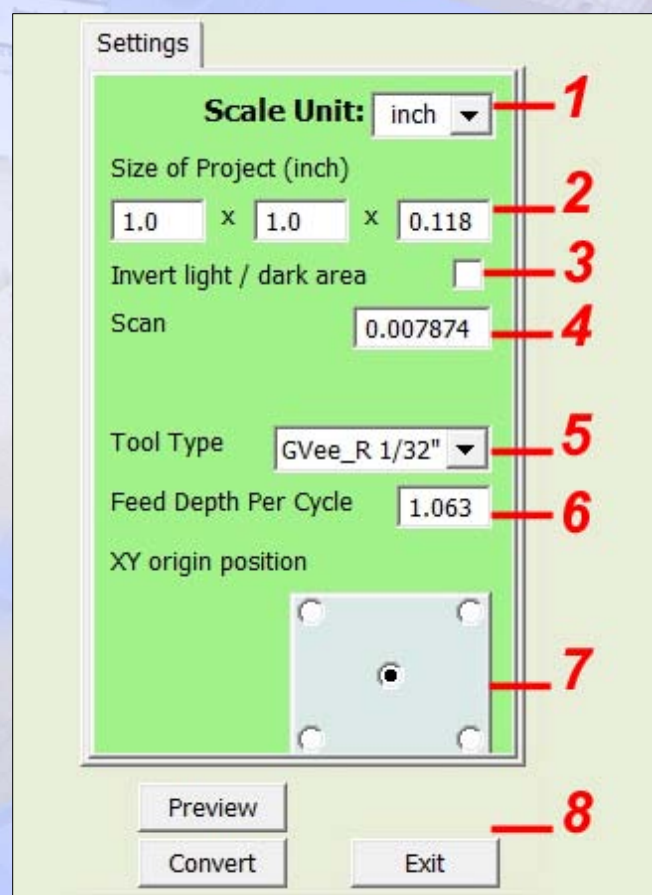 Settings
Scale Unit: inch 1
Size of Project (inch)
1.0 x 1.0 x 0.118 2
Invert light / dark area 3
Scan 0.007874 4
Tool Type GVee_R 1/32" 5
Feed Depth Per Cycle 1.063 6
XY origin position
7
Preview
8
Convert Exit